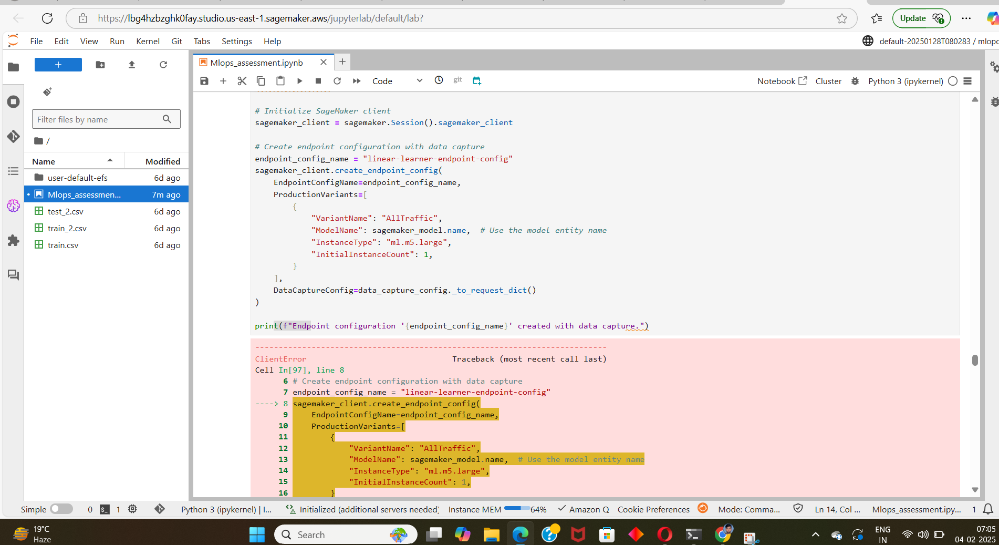 https://lbg4hzbzghk0fay.studio.us-east-1.sagemaker.aws/jupyterlab/default/lab?
Update
File Edit View Run Kernel Git Tabs Settings Help
default-20250128T080283 / mlopc
+
Mlops_assessment.ipynb
Code
git
Notebook
Cluster
Python 3 (ipykernel)
Filter files by name
/
Name Modified
user-default-efs 6d ago
Mlops_assessmen... 7m ago
test_2.csv 6d ago
train_2.csv 6d ago
train.csv 6d ago
# Initialize SageMaker client
sagemaker_client = sagemaker.Session().sagemaker_client
# Create endpoint configuration with data capture
endpoint_config_name = "linear-learner-endpoint-config"
sagemaker_client.create_endpoint_config(
EndpointConfigName=endpoint_config_name,
ProductionVariants=[
{
"VariantName": "AllTraffic",
"ModelName": sagemaker_model.name, # Use the model entity name
"InstanceType": "ml.m5.large",
"InitialInstanceCount": 1,
}
],
DataCaptureConfig=data_capture_config._to_request_dict()
)
print(f"Endpoint configuration '{endpoint_config_name}' created with data capture.")
---------------------------------------------------------------------------
ClientError Traceback (most recent call last)
Cell In[97], line 8
6 # Create endpoint configuration with data capture
7 endpoint_config_name = "linear-learner-endpoint-config"
----> 8 sagemaker_client.create_endpoint_config(
9 EndpointConfigName=endpoint_config_name,
10 ProductionVariants=[
11 {
12 "VariantName": "AllTraffic",
13 "ModelName": sagemaker_model.name, # Use the model entity name
14 "InstanceType": "ml.m5.large",
15 "InitialInstanceCount": 1,
16 }
Simple 0 1 Python 3 (ipykernel) | I... Initialized (additional servers needed) Instance MEM 64% Amazon Q Cookie Preferences Mode: Comma... Ln 14, Col ... Mlops_assessment.ipy... 1
19°C
Haze
Search
ENG
IN
07:05
04-02-2025